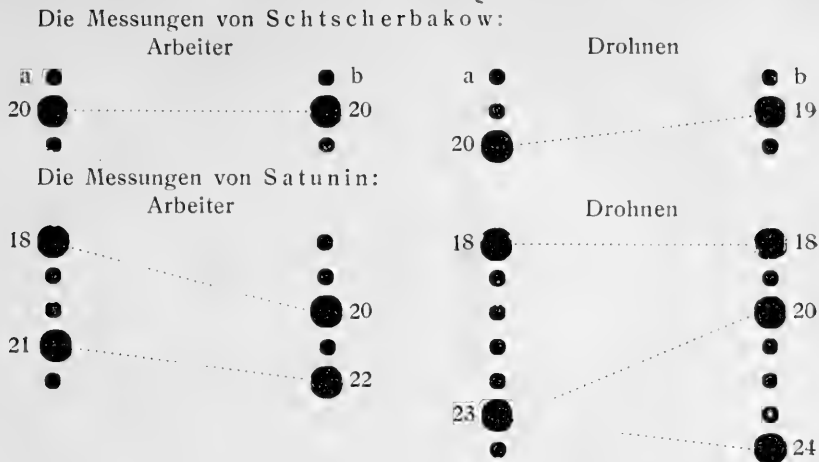 Die Messungen von Schtscherbakow:
Arbeiter Drohnen
a b a b
20 20 19
20
Die Messungen von Satunin:
Arbeiter Drohnen
18 18 18
20 20
21
22
23
24